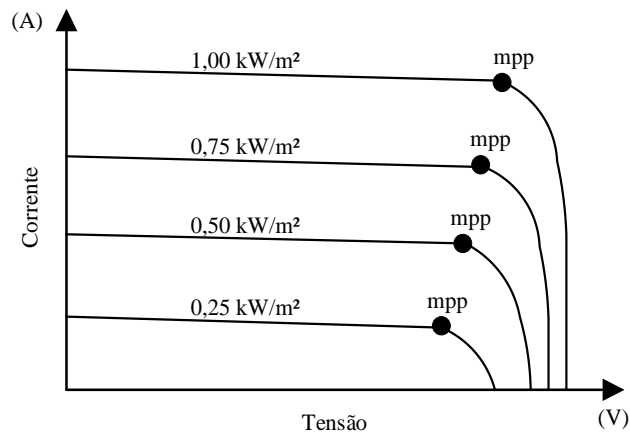 (A)
mpp
1,00 kW/m²
mpp
0,75 kW/m²
mpp
0,50 kW/m²
mpp
0,25 kW/m²
Corrente
Tensão
(V)